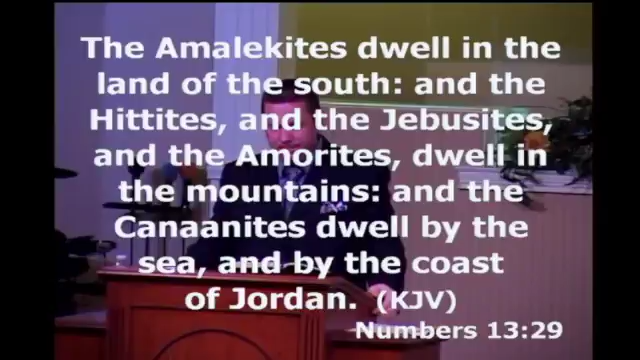 The Amalekites dwell in the
land of the south: and the
Hittites, and the Jebusites,
and the Amorites, dwell in
the mountains: and the
Canaanites dwell by the
sea, and by the coast
of Jordan. (KJV)
Numbers 13:29